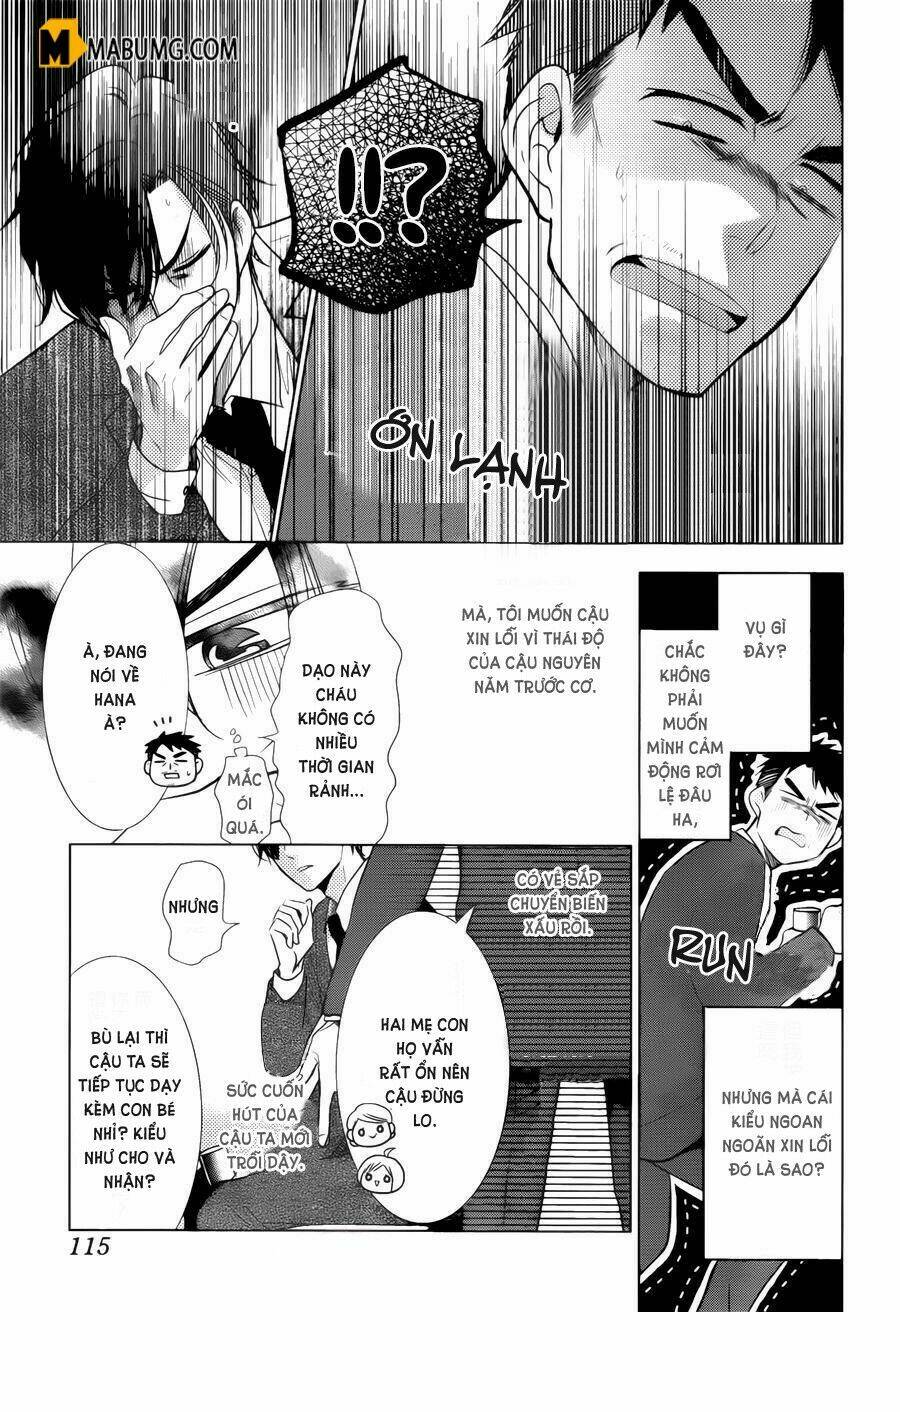 MABUMG.COM
!!?
ỚN LẠNH
VỤ GÌ
ĐÂY?
CHẮC
KHÔNG
PHẢI
MUỐN
MÌNH CẢM
ĐỘNG RƠI
LỆ ĐÂU
HA,
RUN
NHƯNG MÀ CÁI
KIỂU NGOAN
NGOÃN XIN LỖI
ĐÓ LÀ SAO?
MÀ, TÔI MUỐN CẬU
XIN LỖI VÌ THÁI ĐỘ
CỦA CẬU NGUYÊN
NĂM TRƯỚC CƠ.
DẠO NÀY
CHÁU
KHÔNG CÓ
NHIỀU
THỜI GIAN
RẢNH...
MẮC
ÓI
QUÁ.
À, ĐANG
NÓI VỀ
HANA
À?
CÓ VẺ SẮP
CHUYỂN BIẾN
XẤU RỒI.
HAI MẸ CON
HỌ VẪN
RẤT ỔN NÊN
CẬU ĐỪNG
LO.
NHƯNG
SỨC CUỐN
HÚT CỦA
CẬU TA MỚI
TRỖI DẬY.
BÙ LẠI THÌ
CẬU TA SẼ
TIẾP TỤC DẠY
KÈM CON BÉ
NHỈ? KIỂU
NHƯ CHO VÀ
NHẬN?
115